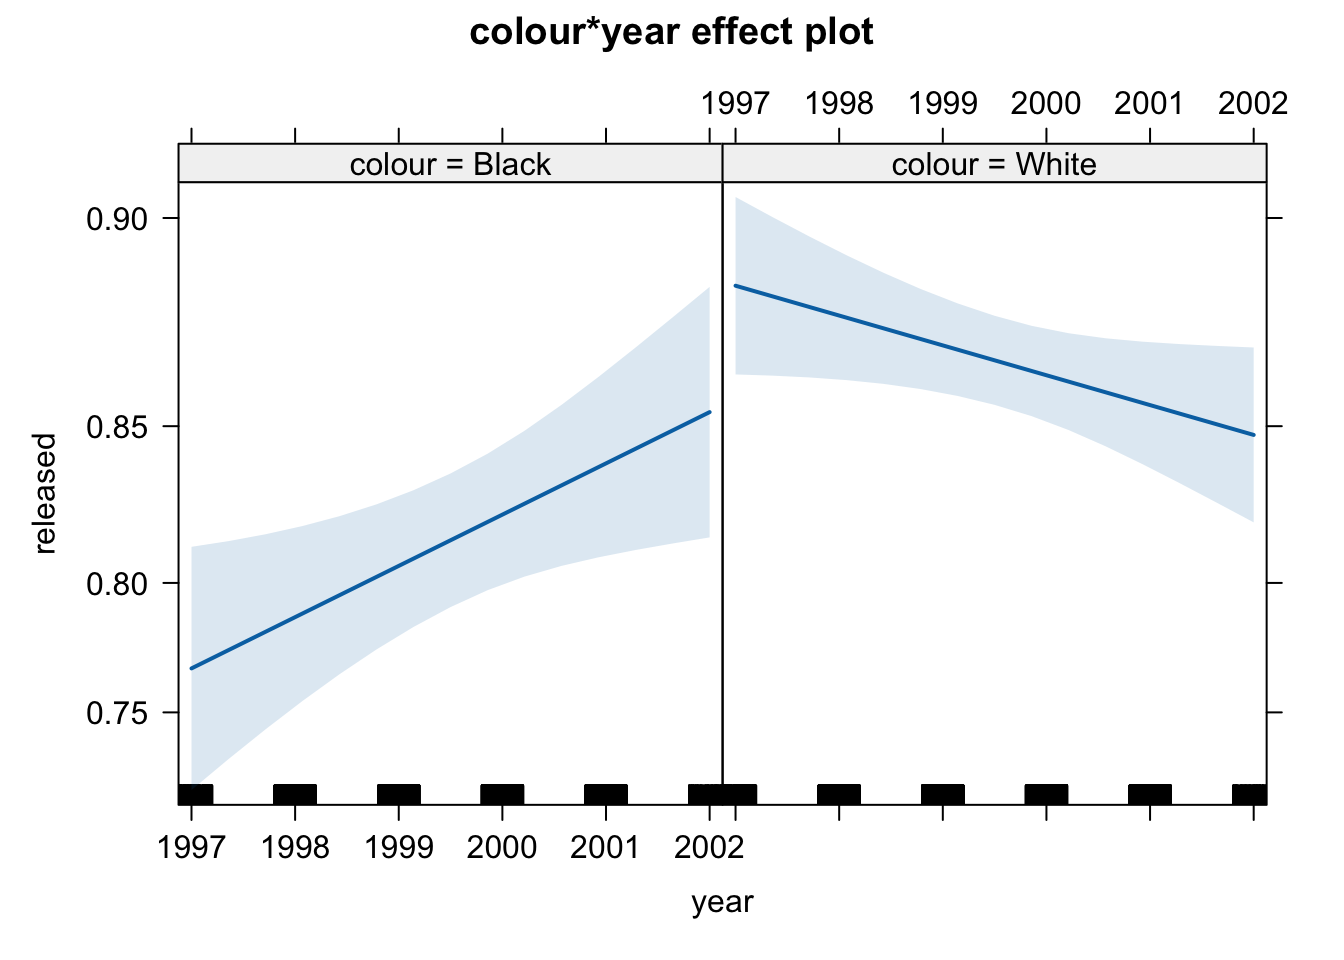 colour*year effect plot
1997 1998 1999 2000 2001 2002
colour = Black colour = White
0.90
0.85
0.80
0.75
released
1997 1998 1999 2000 2001 2002
year